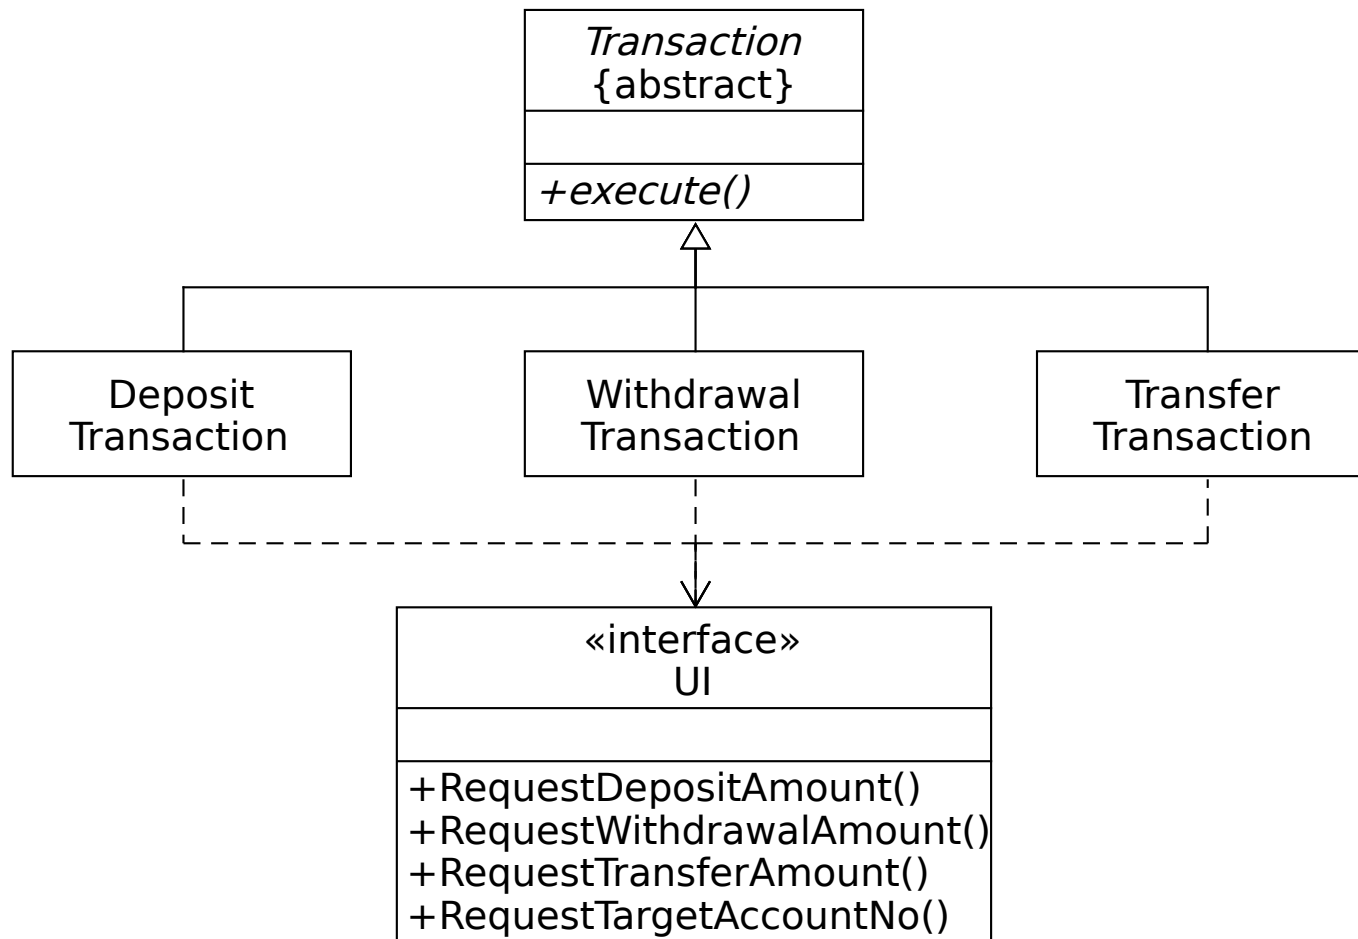 Transaction
{abstract}
+execute()
Deposit
Transaction
Withdrawal
Transaction
Transfer
Transaction
«interface»
UI
+RequestDepositAmount()
+RequestWithdrawalAmount()
+RequestTransferAmount()
+RequestTargetAccountNo()